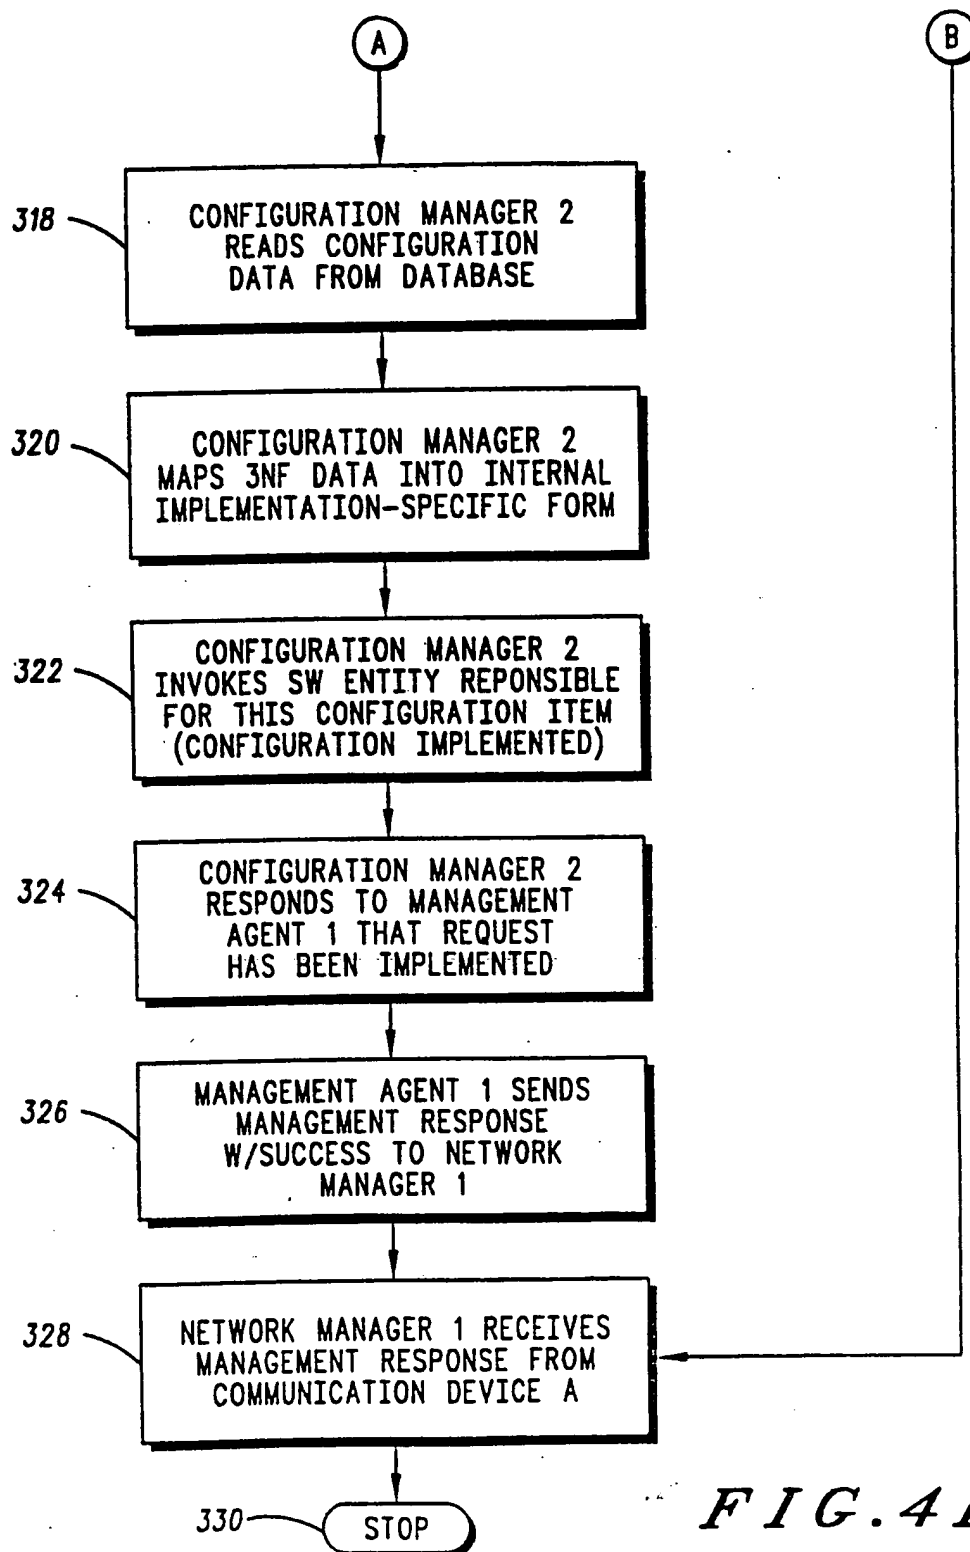 A
B
318
CONFIGURATION MANAGER 2
READS CONFIGURATION
DATA FROM DATABASE
320
CONFIGURATION MANAGER 2
MAPS 3NF DATA INTO INTERNAL
IMPLEMENTATION-SPECIFIC FORM
322
CONFIGURATION MANAGER 2
INVOKES SW ENTITY REPONSIBLE
FOR THIS CONFIGURATION ITEM
(CONFIGURATION IMPLEMENTED)
324
CONFIGURATION MANAGER 2
RESPONDS TO MANAGEMENT
AGENT 1 THAT REQUEST
HAS BEEN IMPLEMENTED
326
MANAGEMENT AGENT 1 SENDS
MANAGEMENT RESPONSE
W/SUCCESS TO NETWORK
MANAGER 1
328
NETWORK MANAGER 1 RECEIVES
MANAGEMENT RESPONSE FROM
COMMUNICATION DEVICE A
330
STOP
FIG.4